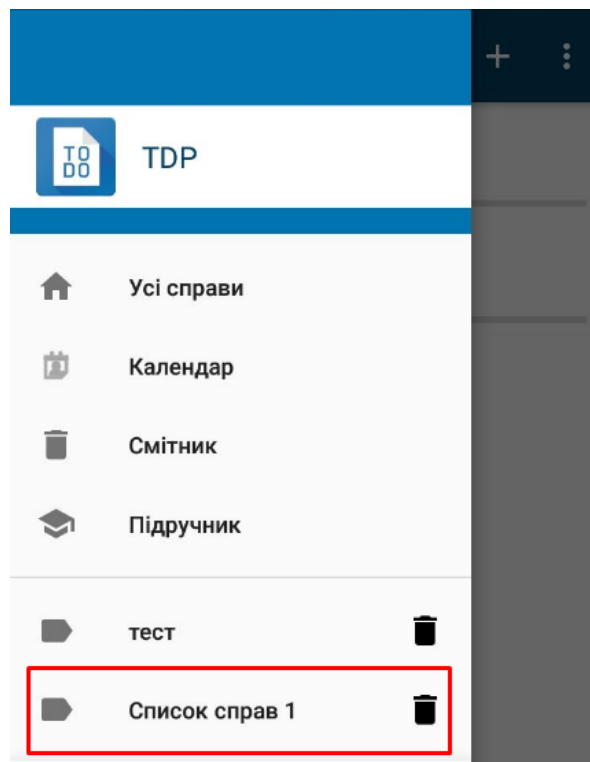 TO
DO
TDP
Усі справи
Календар
Смітник
Підручник
тест
Список справ 1